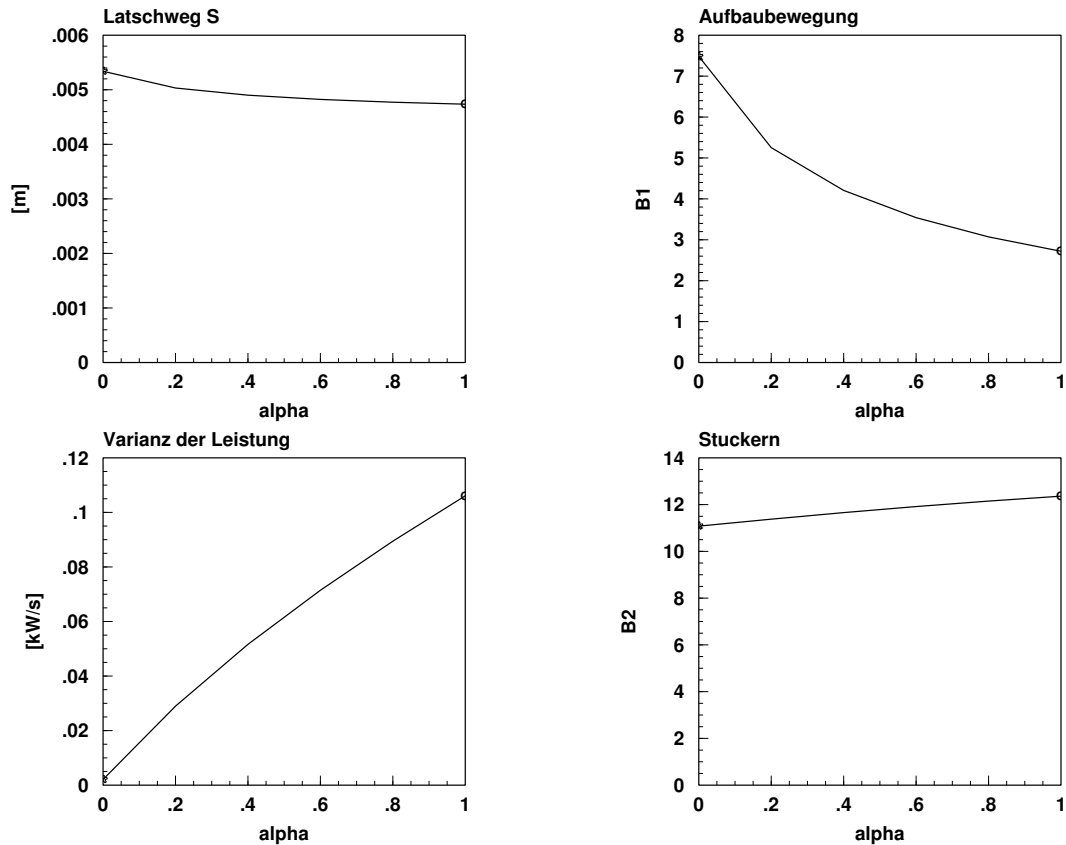 Latschweg S
.006
.005
.004
.003
.002
.001
0
[m]
0 .2 .4 .6 .8 1
alpha
Aufbaubewegung
8
7
6
5
4
3
2
1
0
B1
0 .2 .4 .6 .8 1
alpha
Varianz der Leistung
.12
.1
.08
.06
.04
.02
0
[kW/s]
0 .2 .4 .6 .8 1
alpha
Stuckern
14
12
10
8
6
4
2
0
B2
0 .2 .4 .6 .8 1
alpha